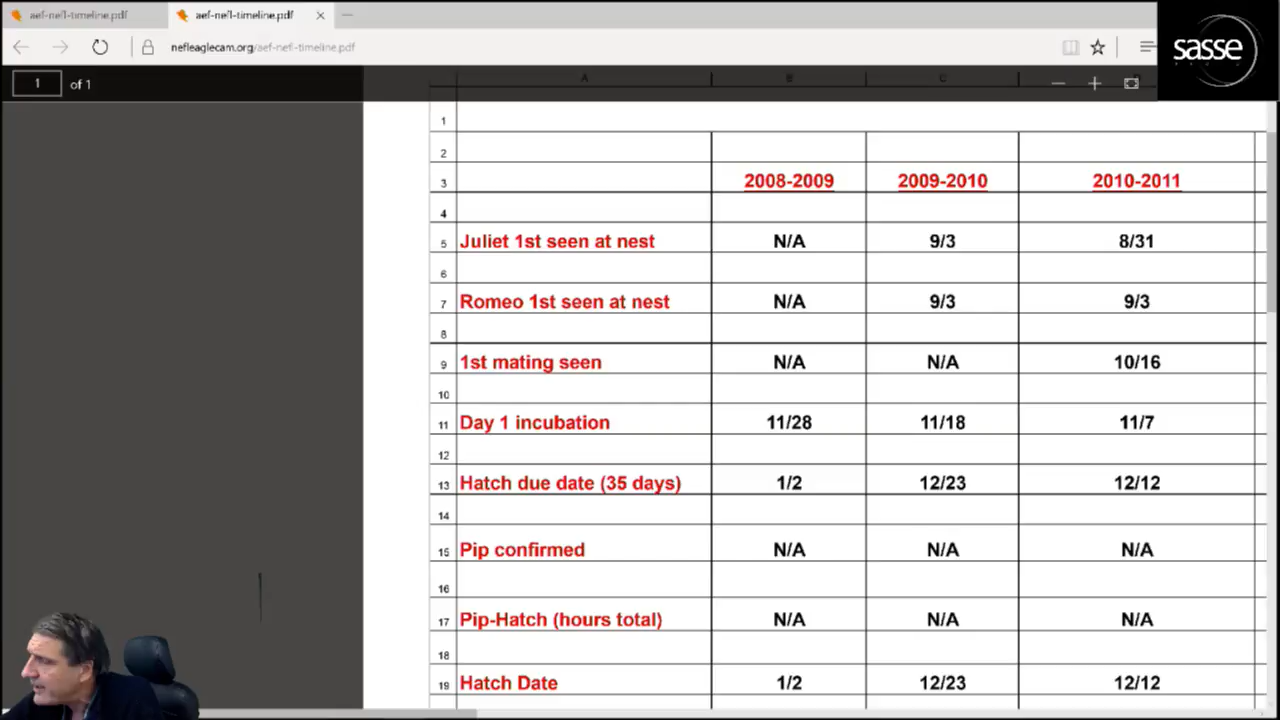 aef-nefl-timeline.pdf aef-nefl-timeline.pdf
nefleaglecam.org/aef-nefl-timeline.pdf
sasse
1 of 1
A B C
1
2
3 2008-2009 2009-2010 2010-2011
4
5 Juliet 1st seen at nest N/A 9/3 8/31
6
7 Romeo 1st seen at nest N/A 9/3 9/3
8
9 1st mating seen N/A N/A 10/16
10
11 Day 1 incubation 11/28 11/18 11/7
12
13 Hatch due date (35 days) 1/2 12/23 12/12
14
15 Pip confirmed N/A N/A N/A
16
17 Pip-Hatch (hours total) N/A N/A N/A
18
19 Hatch Date 1/2 12/23 12/12